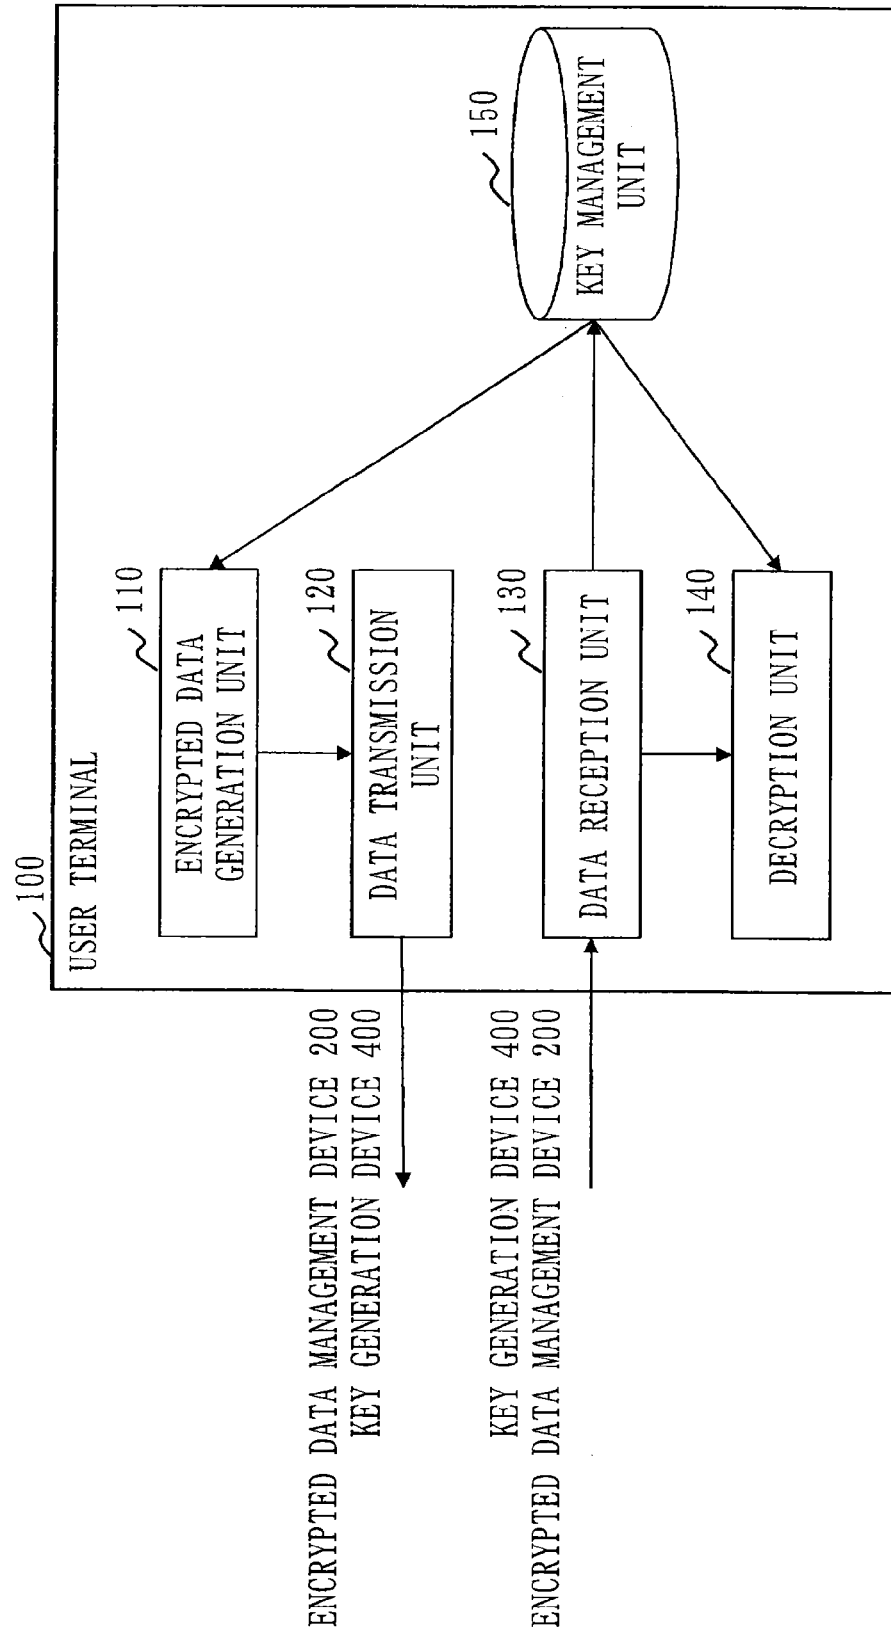 100
USER TERMINAL
110
ENCRYPTED DATA
GENERATION UNIT
ENCRYPTED DATA MANAGEMENT DEVICE 200
KEY GENERATION DEVICE 400
120
DATA TRANSMISSION
UNIT
KEY GENERATION DEVICE 400
ENCRYPTED DATA MANAGEMENT DEVICE 200
130
DATA RECEPTION UNIT
140
DECRYPTION UNIT
150
KEY MANAGEMENT
UNIT